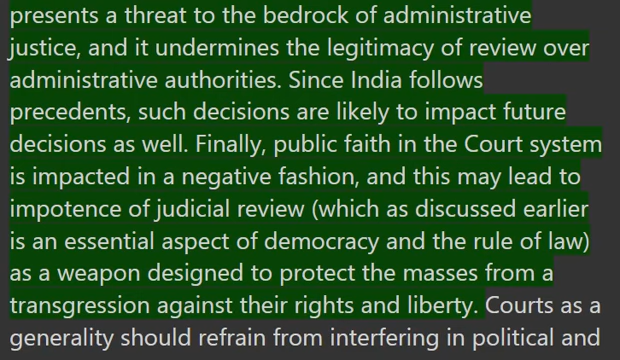 presents a threat to the bedrock of administrative
justice, and it undermines the legitimacy of review over
administrative authorities. Since India follows
precedents, such decisions are likely to impact future
decisions as well. Finally, public faith in the Court system
is impacted in a negative fashion, and this may lead to
impotence of judicial review (which as discussed earlier
is an essential aspect of democracy and the rule of law)
as a weapon designed to protect the masses from a
transgression against their rights and liberty. Courts as a
generality should refrain from interfering in political and